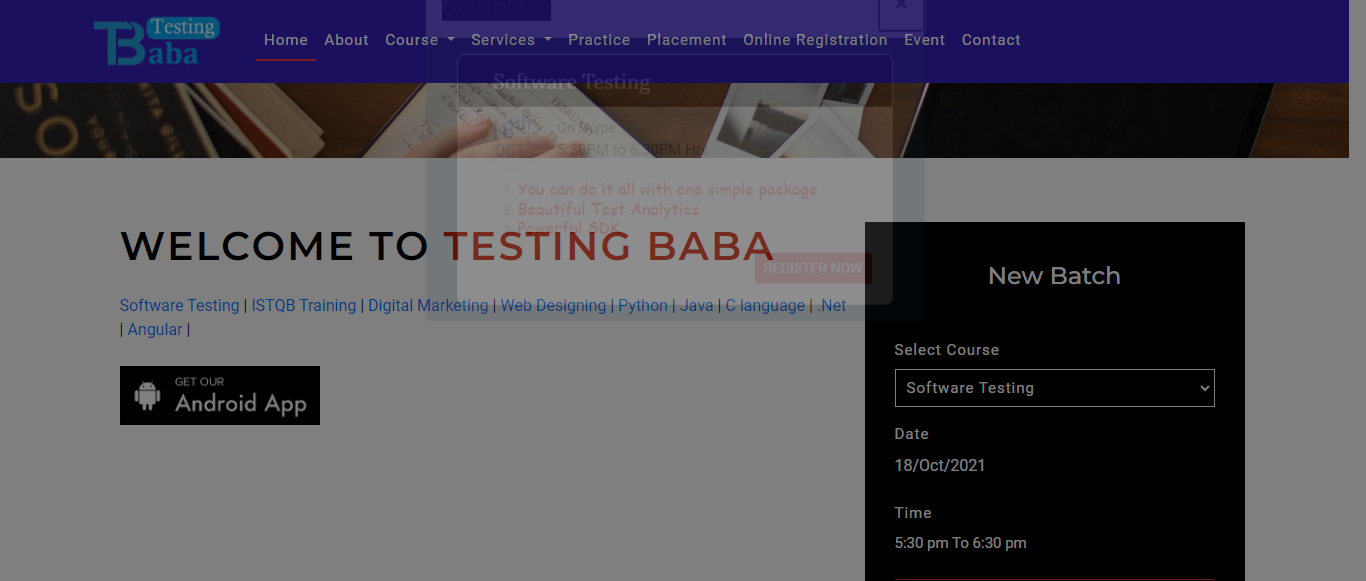 Testing
Baba
Home About Course Services Practice Placement Online Registration Event Contact
New Batch
×
Software Testing
On Skype
OCT 5:30PM to 6:30PM Hrs
1. You can do it all with one simple package
2. Beautiful Test Analytics
3. Powerful SDK
REGISTER NOW
WELCOME TO TESTING BABA
Software Testing | ISTQB Training | Digital Marketing | Web Designing | Python | Java | C language | .Net
| Angular |
GET OUR
Android App
New Batch
Select Course
Software Testing
Date
18/Oct/2021
Time
5:30 pm To 6:30 pm